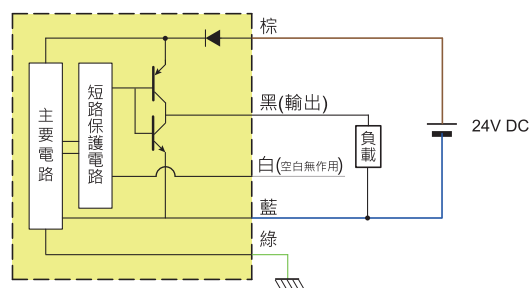 棕
黑(輸出)
白(空白無作用)
藍
綠
主要電路
短路保護電路
負載
24V DC